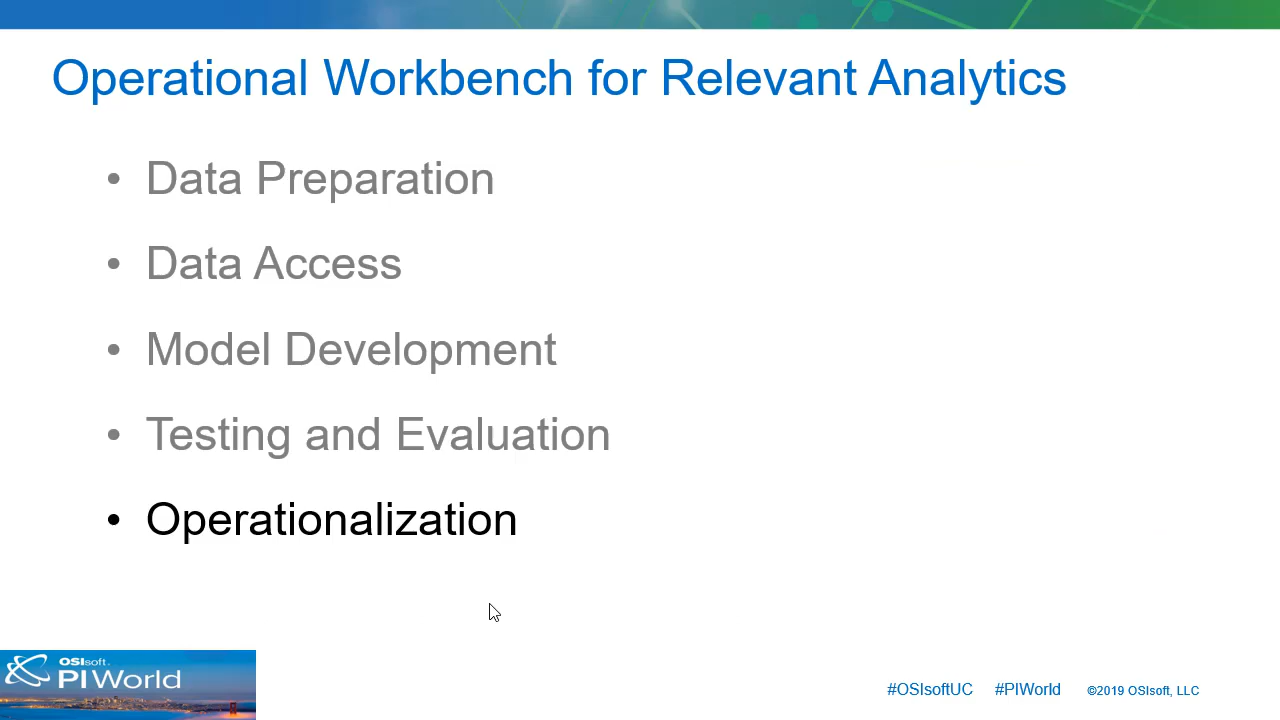 Operational Workbench for Relevant Analytics
• Data Preparation
• Data Access
• Model Development
• Testing and Evaluation
• Operationalization
OSIsoft.
PI World
#OSIsoftUC #PIWorld ©2019 OSIsoft, LLC